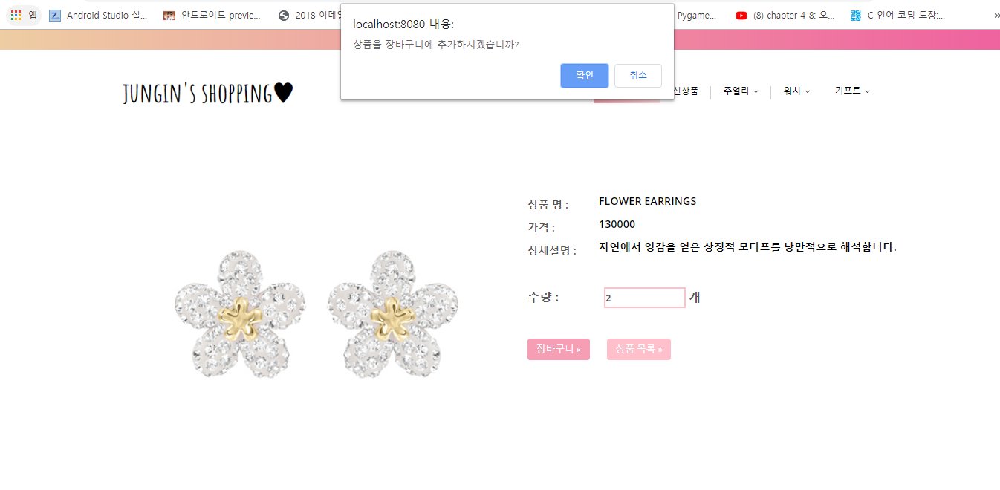 앱 Android Studio 설... 안드로이드 previe... 2018 이데일 Pygame... (8) chapter 4-8: 오... C 언어 코딩 도장:... »
localhost:8080 내용:
상품을 장바구니에 추가하시겠습니까?
확인 취소
JUNGIN'S SHOPPING♥
신상품 주얼리 워치 기프트
상품 명 : FLOWER EARRINGS
가격 : 130000
상세설명 : 자연에서 영감을 얻은 상징적 모티프를 낭만적으로 해석합니다.
수량 : 2 개
장바구니 » 상품 목록 »